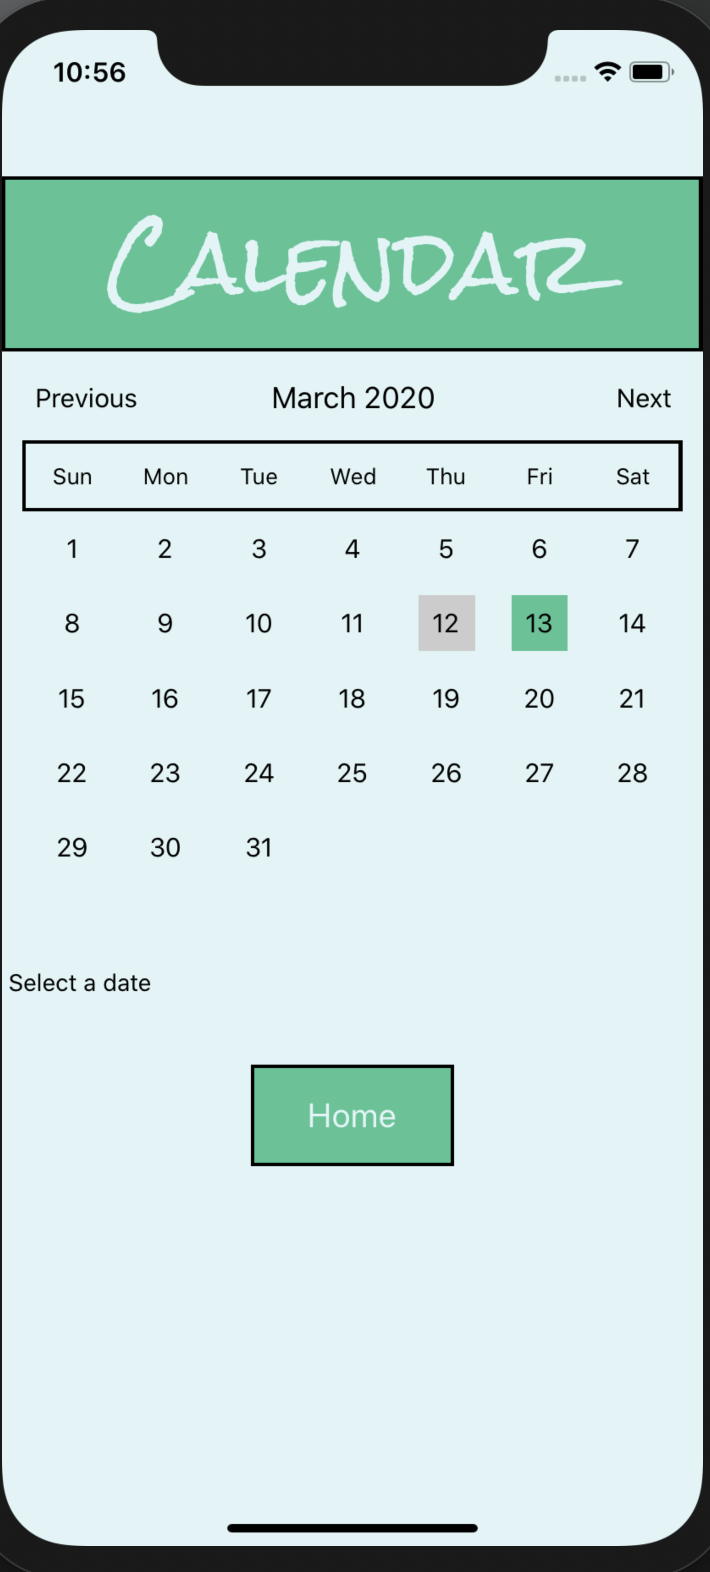 10:56
CALENDAR
Previous March 2020 Next
Sun Mon Tue Wed Thu Fri Sat
1 2 3 4 5 6 7
8 9 10 11 12 13 14
15 16 17 18 19 20 21
22 23 24 25 26 27 28
29 30 31
Select a date
Home